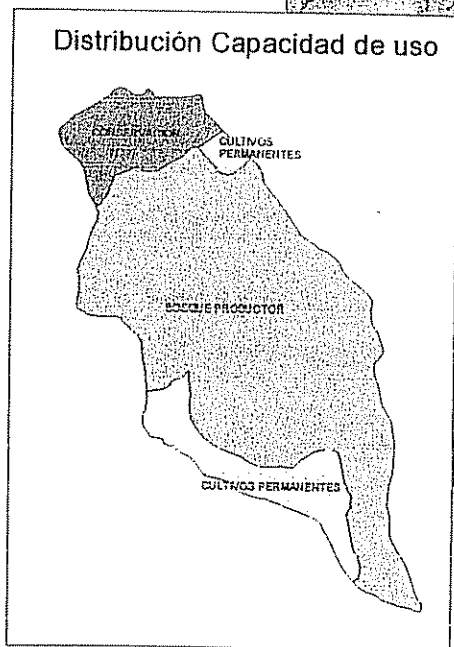 Distribución Capacidad de uso
CONSERVACION
CULTIVOS
PERMANENTES
BOSQUE PRODUCTOR
CULTIVOS PERMANENTES